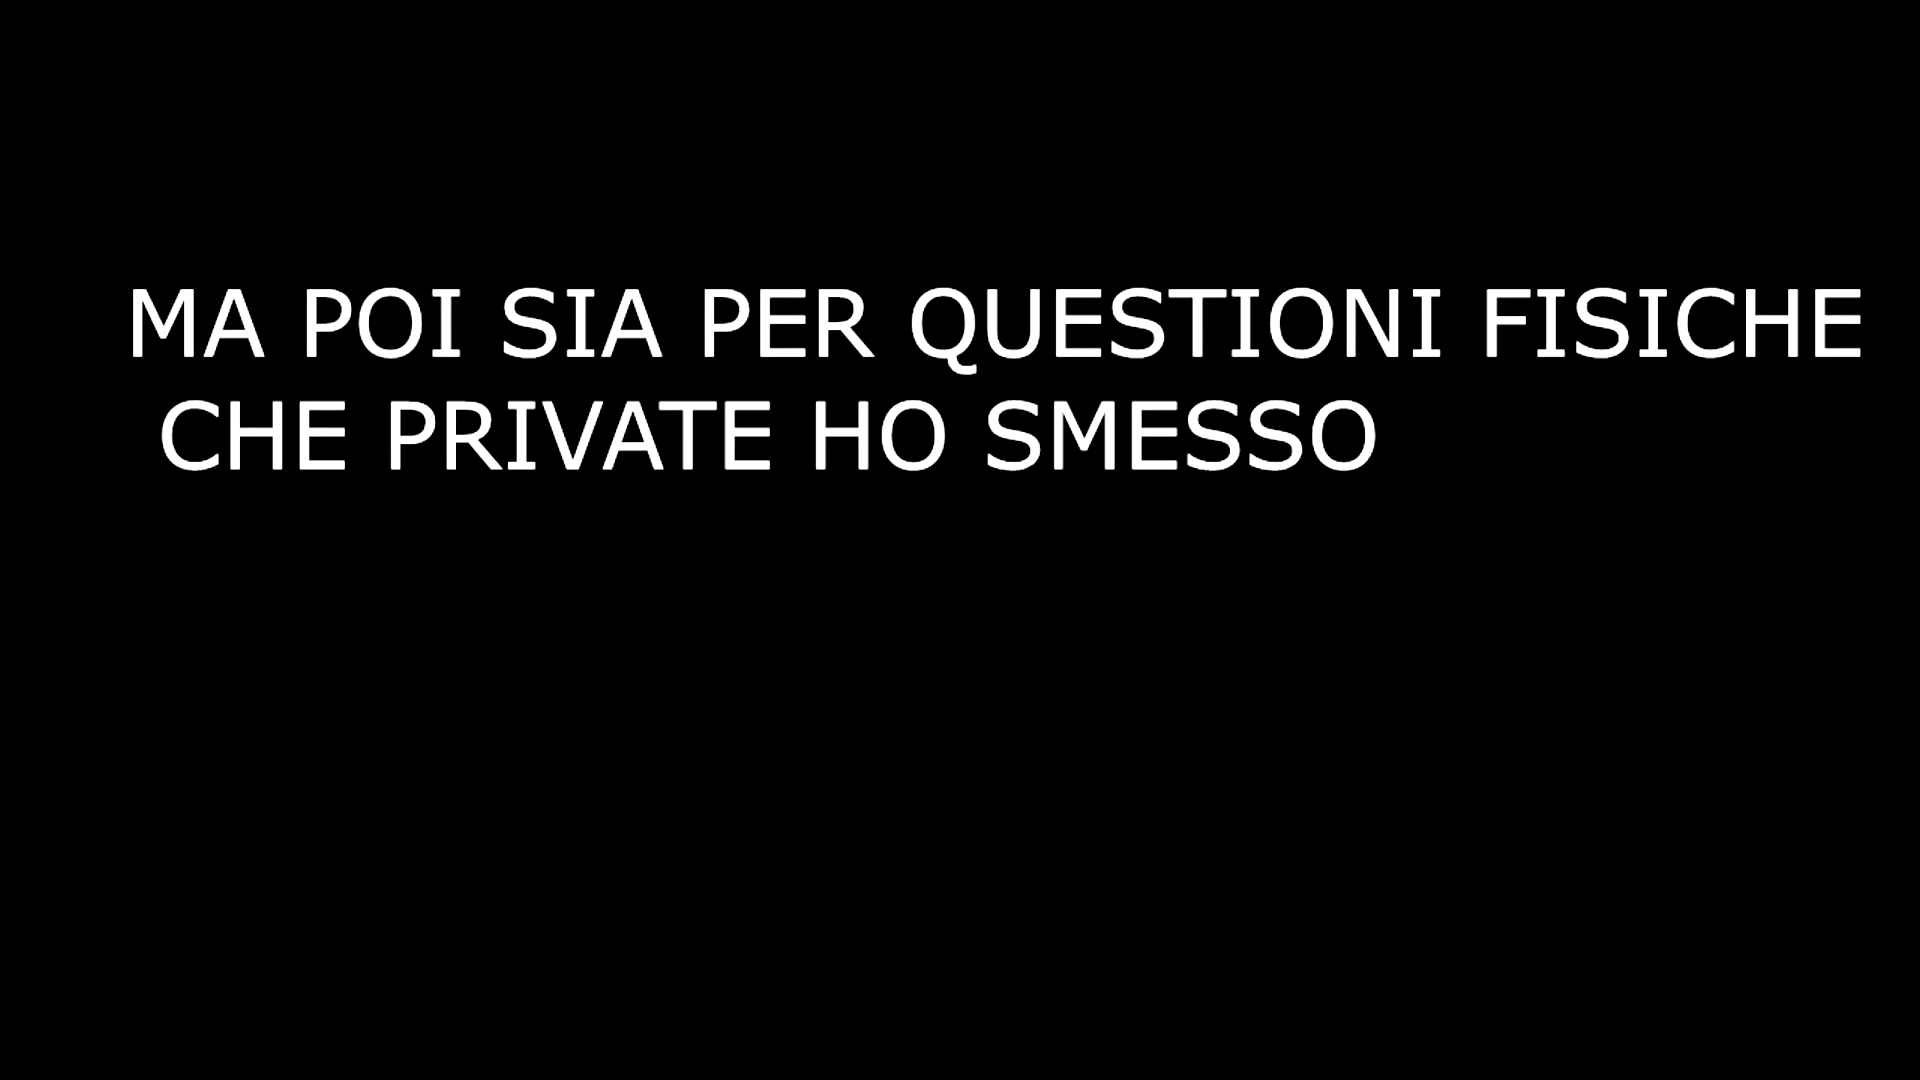 MA POI SIA PER QUESTIONI FISICHE
CHE PRIVATE HO SMESSO